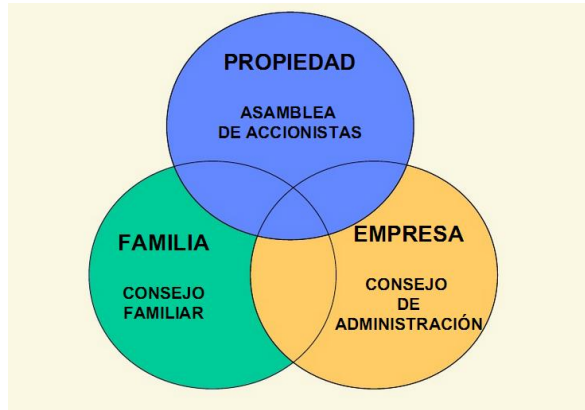 PROPIEDAD
ASAMBLEA
DE ACCIONISTAS
FAMILIA
CONSEJO
FAMILIAR
EMPRESA
CONSEJO
DE
ADMINISTRACIÓN